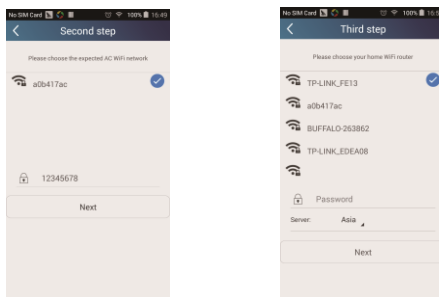 No SIM Card 100% 15:49
Second step
Please choose the expected AC WiFi network
a0b417ac
12345678
Next
No SIM Card 100%
Third step
Please choose your home WiFi router
TP-LINK_FE13
a0b417ac
BUFFALO-263862
TP-LINK_EDEA08
Password
Server: Asia
Next